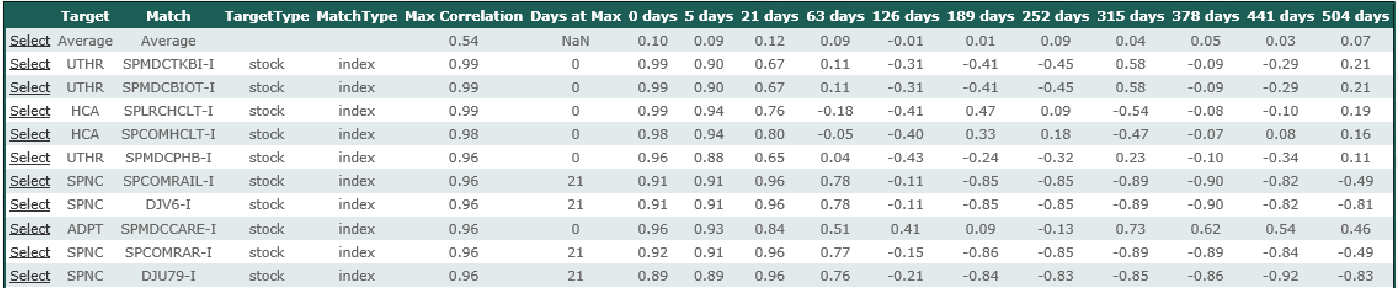 Target Match TargetType MatchType Max Correlation Days at Max 0 days 5 days 21 days 63 days 126 days 189 days 252 days 315 days 378 days 441 days 504 days
Select Average Average 0.54 NaN 0.10 0.09 0.12 0.09 -0.01 0.01 0.09 0.04 0.05 0.03 0.07
Select UTHR SPMDCTKBI-I stock index 0.99 0 0.99 0.90 0.67 0.11 -0.31 -0.41 -0.45 0.58 -0.09 -0.29 0.21
Select UTHR SPMDCBIOT-I stock index 0.99 0 0.99 0.90 0.67 0.11 -0.31 -0.41 -0.45 0.58 -0.09 -0.29 0.21
Select HCA SPLRCHCLT-I stock index 0.99 0 0.99 0.94 0.76 -0.18 -0.41 0.47 0.09 -0.54 -0.08 -0.10 0.19
Select HCA SPCOMHCLT-I stock index 0.98 0 0.98 0.94 0.80 -0.05 -0.40 0.33 0.18 -0.47 -0.07 0.08 0.16
Select UTHR SPMDCPHB-I stock index 0.96 0 0.96 0.88 0.65 0.04 -0.43 -0.24 -0.32 0.23 -0.10 -0.34 0.11
Select SPNC SPCOMRAIL-I stock index 0.96 21 0.91 0.91 0.96 0.78 -0.11 -0.85 -0.85 -0.89 -0.90 -0.82 -0.49
Select SPNC DJV6-I stock index 0.96 21 0.91 0.91 0.96 0.78 -0.11 -0.85 -0.85 -0.89 -0.90 -0.82 -0.81
Select ADPT SPMDCCARE-I stock index 0.96 0 0.96 0.93 0.84 0.51 0.41 0.09 -0.13 0.73 0.62 0.54 0.46
Select SPNC SPCOMRAR-I stock index 0.96 21 0.92 0.91 0.96 0.77 -0.15 -0.86 -0.85 -0.89 -0.89 -0.84 -0.49
Select SPNC DJU79-I stock index 0.96 21 0.89 0.89 0.96 0.76 -0.21 -0.84 -0.83 -0.85 -0.86 -0.92 -0.83